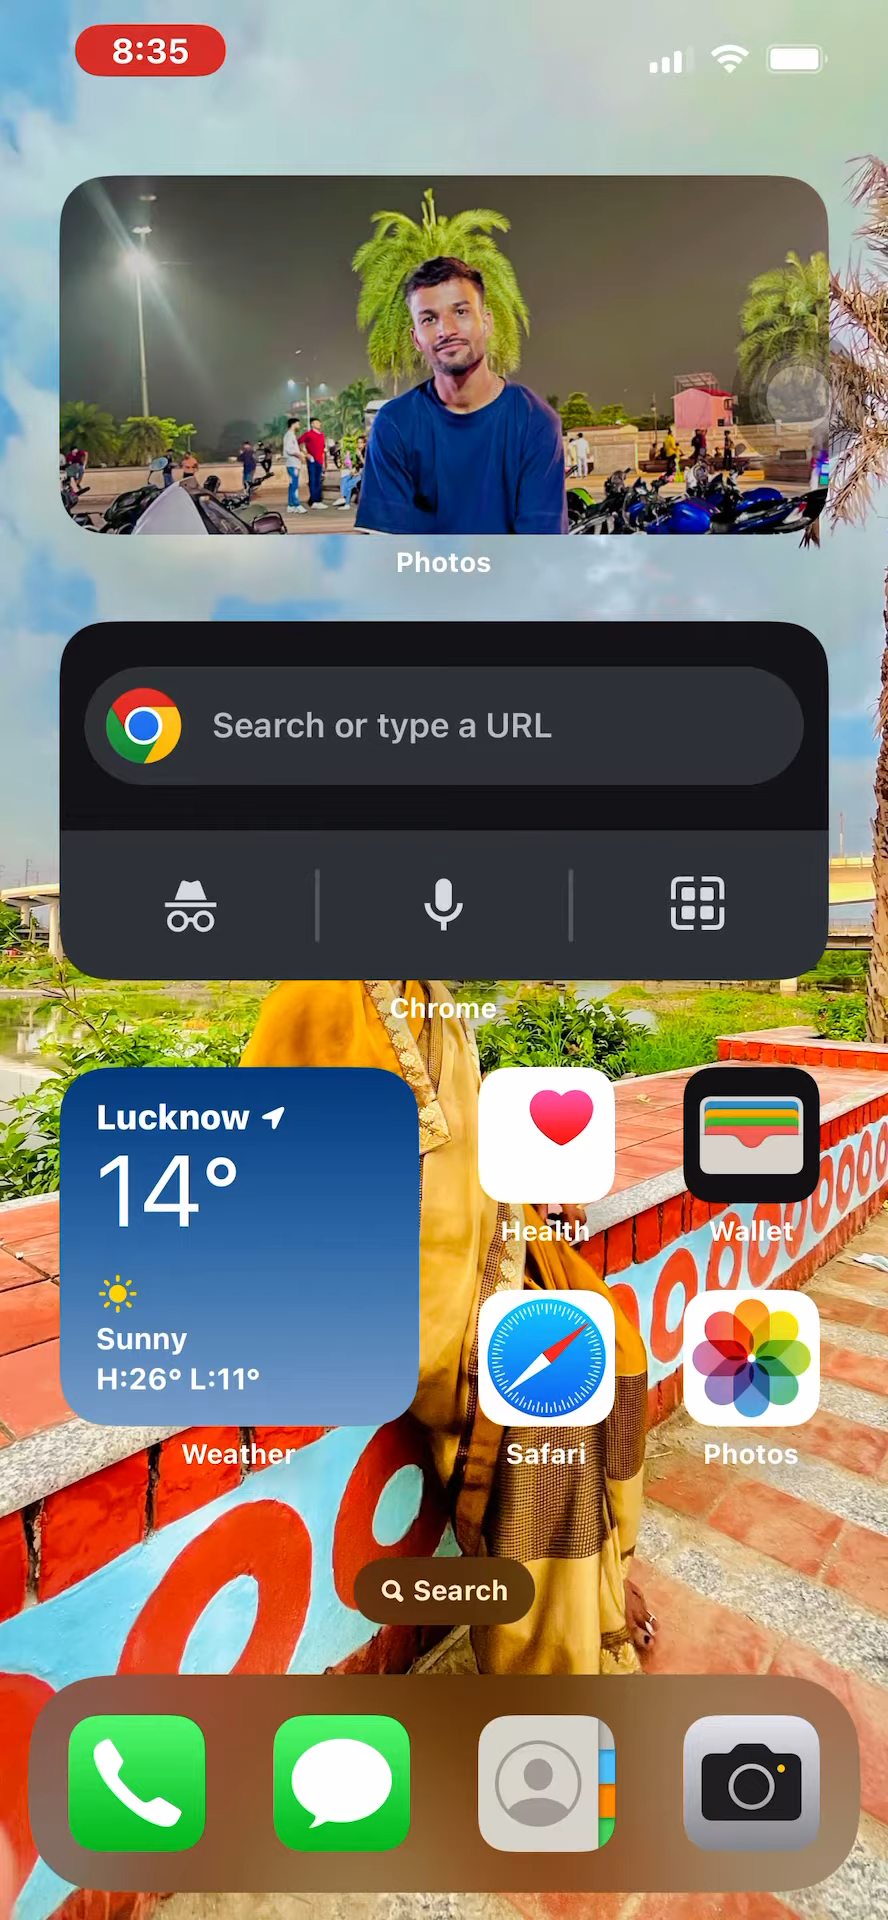 8:35
Photos
Search or type a URL
Chrome
Lucknow
14°
Sunny
H:26° L:11°
Weather
Health
Wallet
Safari
Photos
Search